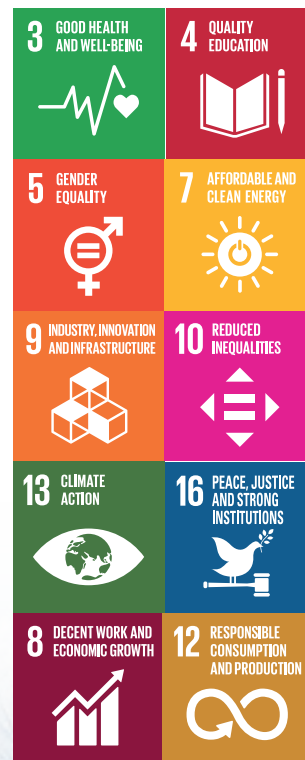 3 GOOD HEALTH
AND WELL-BEING
4 QUALITY
EDUCATION
5 GENDER
EQUALITY
7 AFFORDABLE AND
CLEAN ENERGY
9 INDUSTRY, INNOVATION
AND INFRASTRUCTURE
10 REDUCED
INEQUALITIES
13 CLIMATE
ACTION
16 PEACE, JUSTICE
AND STRONG
INSTITUTIONS
8 DECENT WORK AND
ECONOMIC GROWTH
12 RESPONSIBLE
CONSUMPTION
AND PRODUCTION